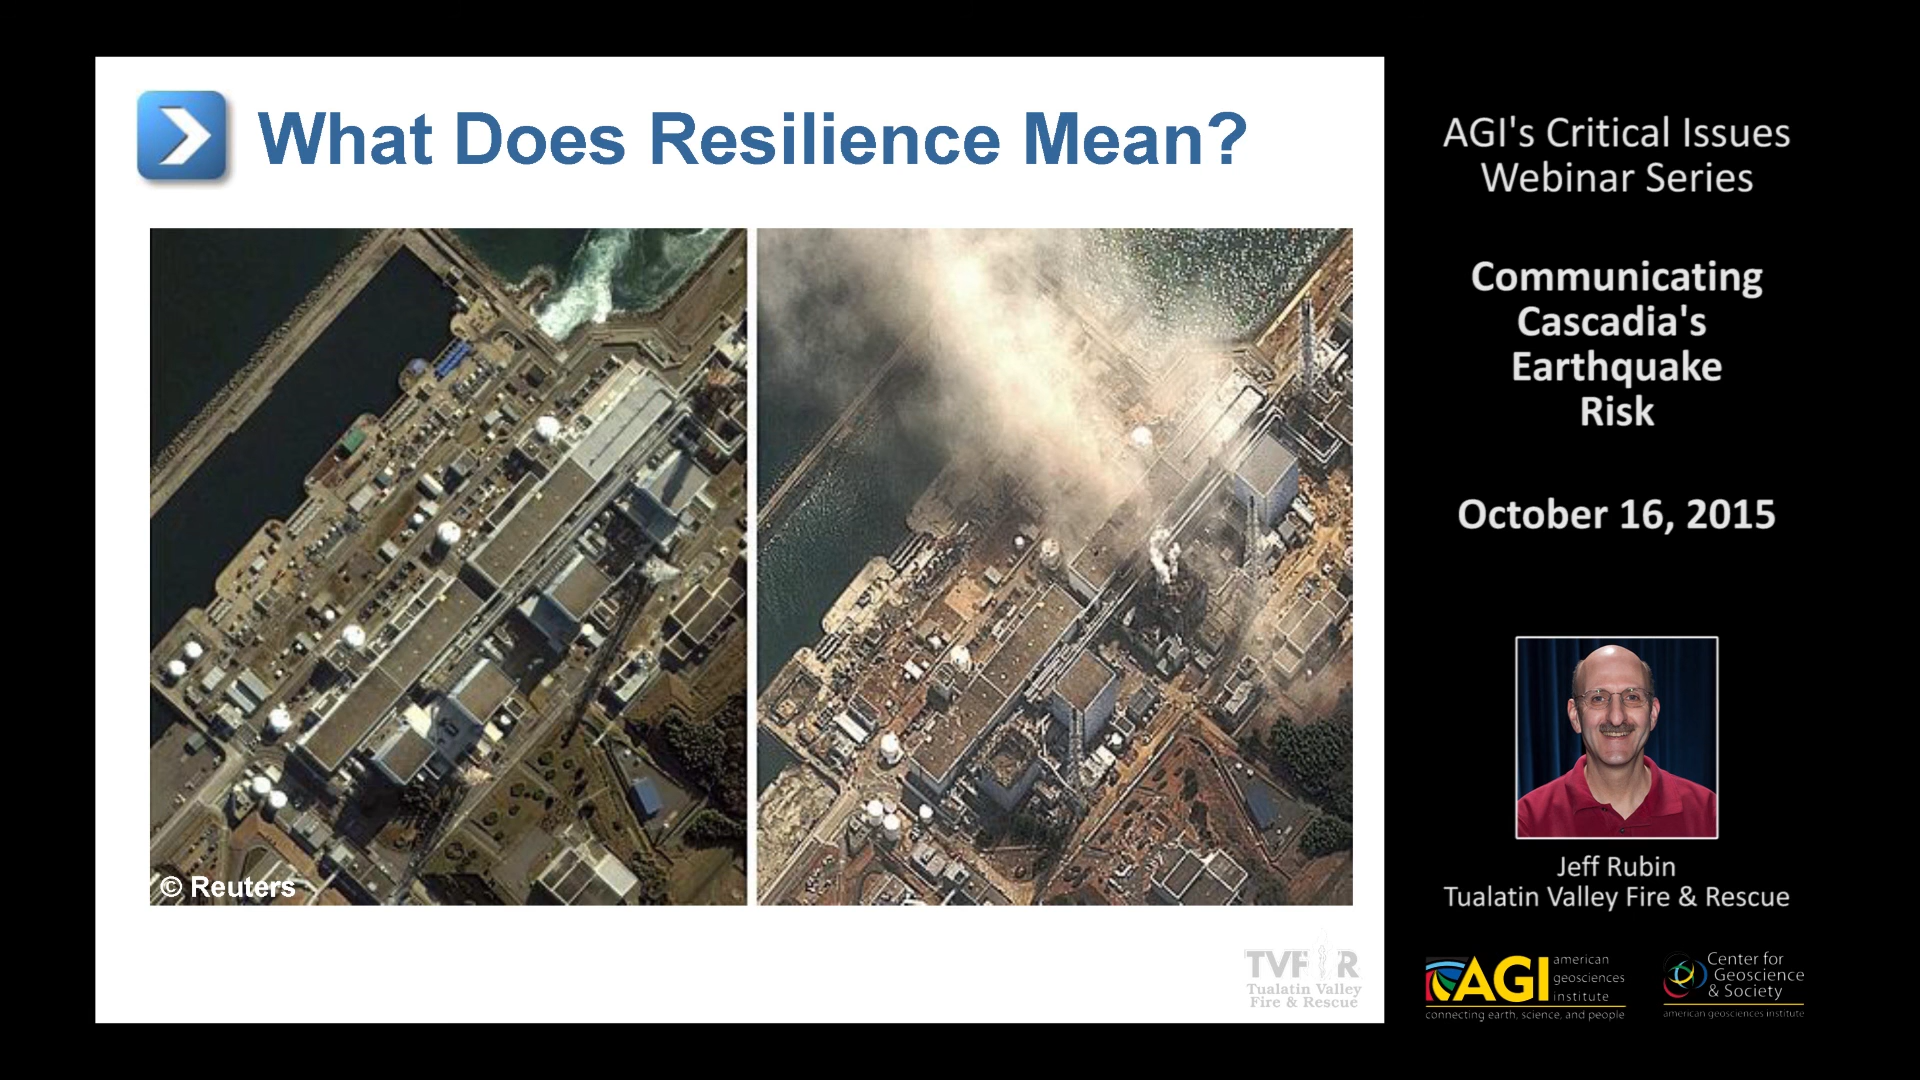 What Does Resilience Mean?
© Reuters
TVF R
Tualatin Valley
Fire & Rescue
AGI's Critical Issues
Webinar Series
Communicating
Cascadia's
Earthquake
Risk
October 16, 2015
Jeff Rubin
Tualatin Valley Fire & Rescue
AGI
american
geosciences
institute
connecting earth, science, and people
Center for
Geoscience
& Society
american geosciences institute